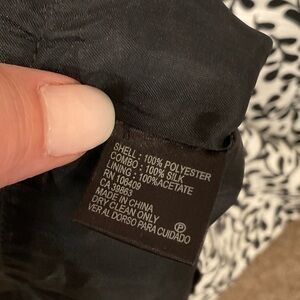 SHELL : 100% POLYESTER
COMBO : 100% SILK
LINING : 100%ACETATE
RN 106409
CA 39863
MADE IN CHINA
DRY CLEAN ONLY
VER AL DORSO PARA CUIDADO
P